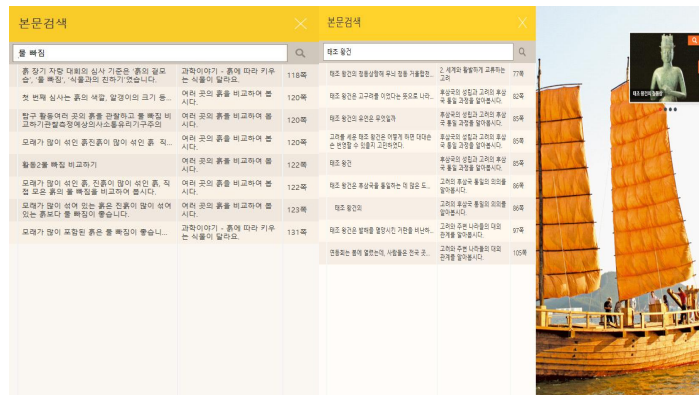 본문검색
물 빠짐
흙 장기 자랑 대회의 심사 기준은 '흙의 겉모
습', '물 빠짐', '식물과의 친하기'였습니다.
과학이야기 - 흙에 따라 키우
는 식물이 달라요.
118쪽
첫 번째 심사는 흙의 색깔, 알갱이의 크기 등...
여러 곳의 흙을 비교하여 봅
시다.
120쪽
탐구 활동여러 곳의 흙을 관찰하고 물 빠짐 비
교하기관찰측정예상의사소통유리기구주의
여러 곳의 흙을 비교하여 봅
시다.
120쪽
모래가 많이 섞인 흙진흙이 많이 섞인 흙 직...
여러 곳의 흙을 비교하여 봅
시다.
120쪽
활동2물 빠짐 비교하기
여러 곳의 흙을 비교하여 봅
시다.
122쪽
모래가 많이 섞인 흙, 진흙이 많이 섞인 흙, 직
접 모은 흙의 물 빠짐을 비교하여 봅시다.
여러 곳의 흙을 비교하여 봅
시다.
122쪽
모래가 많이 섞여 있는 흙은 진흙이 많이 섞여
있는 흙보다 물 빠짐이 좋습니다.
여러 곳의 흙을 비교하여 봅
시다.
123쪽
모래가 많이 포함된 흙은 물 빠짐이 좋습니...
과학이야기 - 흙에 따라 키우
는 식물이 달라요.
131쪽
본문검색
태조 왕건
태조 왕건의 청동상함께 무늬 청동 거울컵잔...
2. 세계와 활발하게 교류하는
고려
77쪽
태조 왕건은 고구려를 이었다는 뜻으로 나라...
후삼국의 성립과 고려의 후삼
국 통일 과정을 알아봅시다.
83쪽
태조 왕건의 유언은 무엇일까
후삼국의 성립과 고려의 후삼
국 통일 과정을 알아봅시다.
85쪽
고려를 세운 태조 왕건은 어떻게 하면 대대손
손 번영할 수 있을지 고민하였다.
후삼국의 성립과 고려의 후삼
국 통일 과정을 알아봅시다.
85쪽
태조 왕건
후삼국의 성립과 고려의 후삼
국 통일 과정을 알아봅시다.
85쪽
태조 왕건은 후삼국을 통일하는 데 많은 도...
고려의 후삼국 통일의 의의를
알아봅시다.
86쪽
태조 왕건의
고려의 후삼국 통일의 의의를
알아봅시다.
86쪽
태조 왕건은 발해를 멸망시킨 거란을 비난하...
고려와 주변 나라들의 대외
관계를 알아봅시다.
97쪽
연등회는 봄에 열렸는데, 사람들은 전국 곳...
고려와 주변 나라들의 대외
관계를 알아봅시다.
105쪽
태조 왕건의 청동상